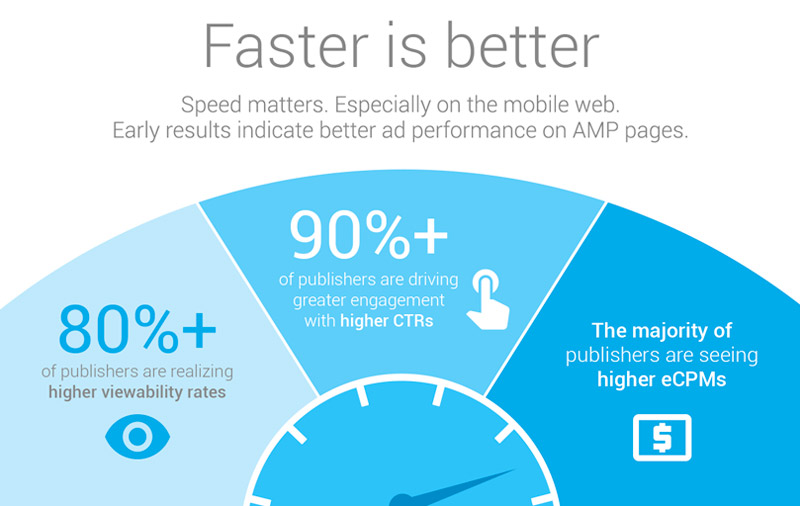 Faster is better
Speed matters. Especially on the mobile web.
Early results indicate better ad performance on AMP pages.
80%+
of publishers are realizing
higher viewability rates
90%+
of publishers are driving
greater engagement
with higher CTRs
The majority of
publishers are seeing
higher eCPMs
$